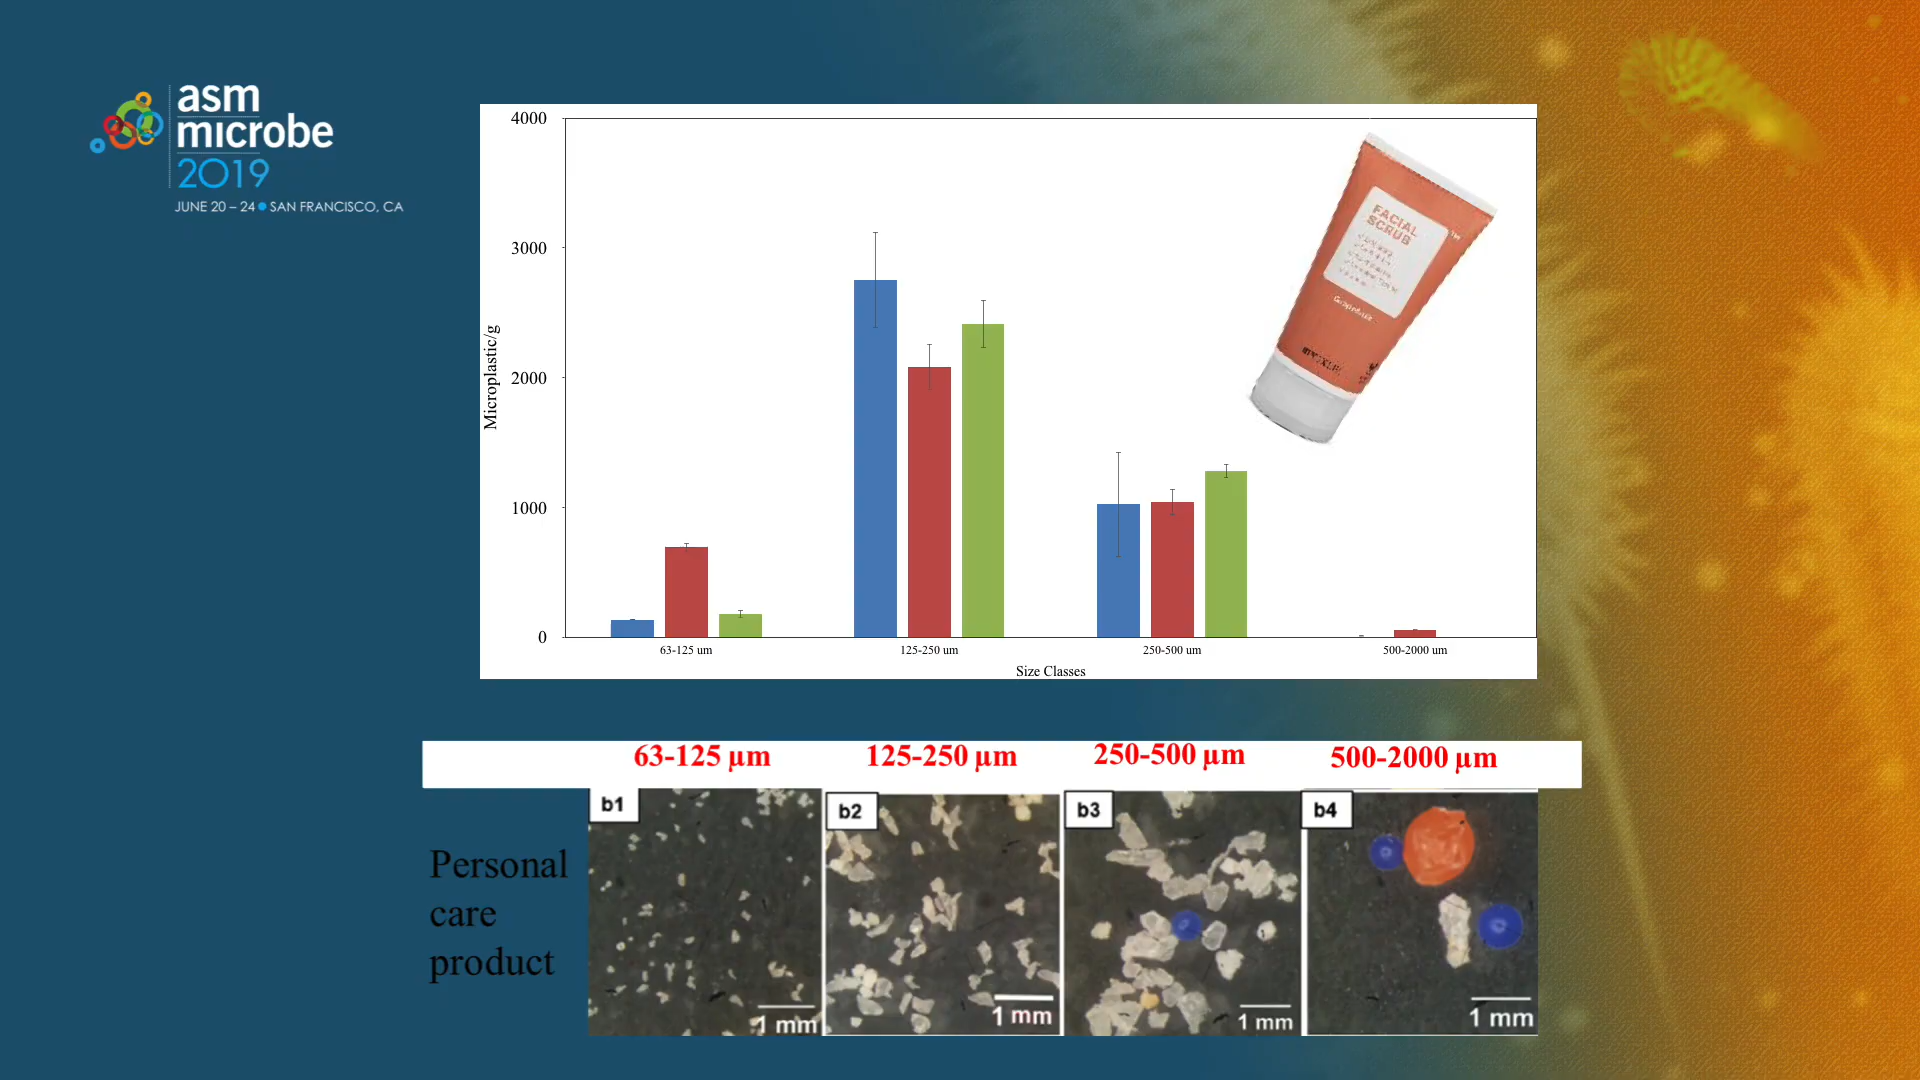 asm
microbe
2019
JUNE 20 – 24 SAN FRANCISCO, CA
4000
3000
2000
1000
0
Microplastic/g
FACIAL
SCRUB
TM
63-125 um
125-250 um
250-500 um
500-2000 um
Size Classes
63-125 µm
125-250 µm
250-500 µm
500-2000 µm
Personal
care
product
b1
b2
b3
b4
1 mm
1 mm
1 mm
1 mm